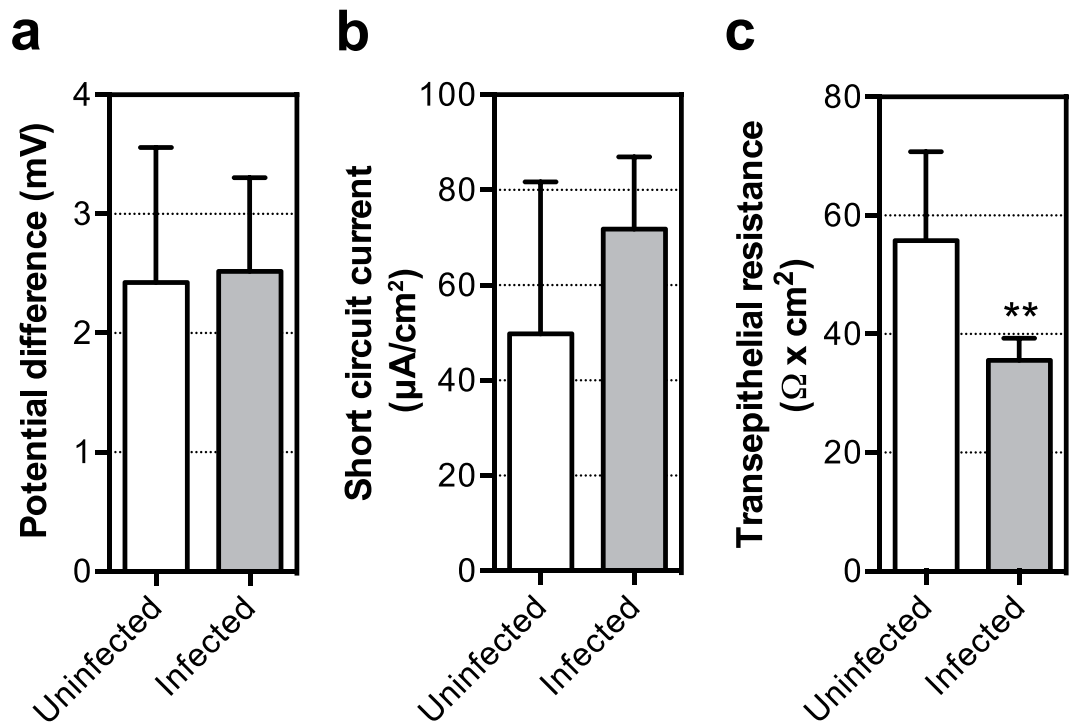 a
Potential difference (mV)
4
3
2
1
0
Uninfected
Infected
b
Short circuit current
(µA/cm²)
100
80
60
40
20
0
Uninfected
Infected
c
Transepithelial resistance
(Ω x cm²)
80
60
40
20
0
**
Uninfected
Infected